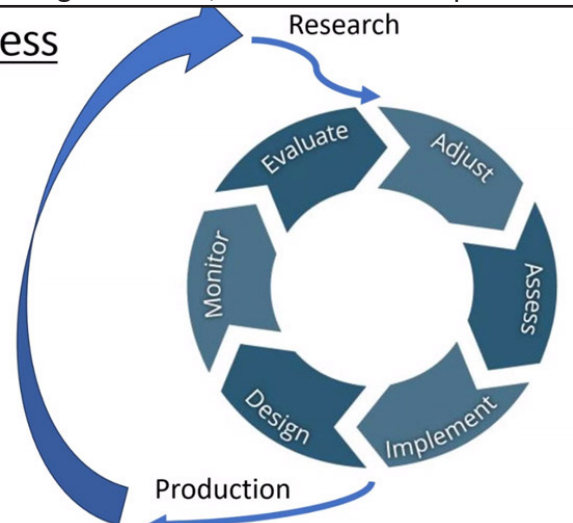 ess
Research
Evaluate
Adjust
Monitor
Assess
Design
Implement
Production